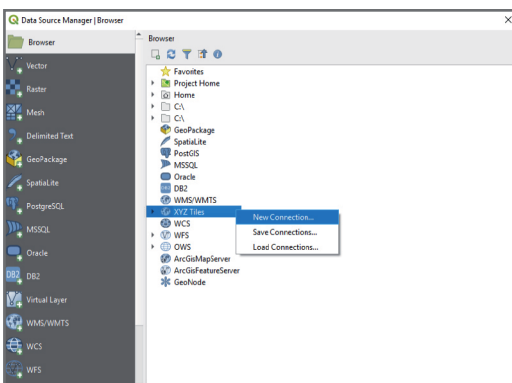 Data Source Manager | Browser
Browser
Vector
Raster
Mesh
Delimited Text
GeoPackage
SpatiaLite
PostgreSQL
MSSQL
Oracle
DB2
DB2
Virtual Layer
WMS/WMTS
WCS
WFS
Browser
Favorites
Project Home
Home
C:\
C:\
GeoPackage
SpatiaLite
PostGIS
MSSQL
Oracle
DB2
WMS/WMTS
XYZ Tiles
WCS
WFS
OWS
ArcGisMapServer
ArcGisFeatureServer
GeoNode
New Connection...
Save Connections...
Load Connections...